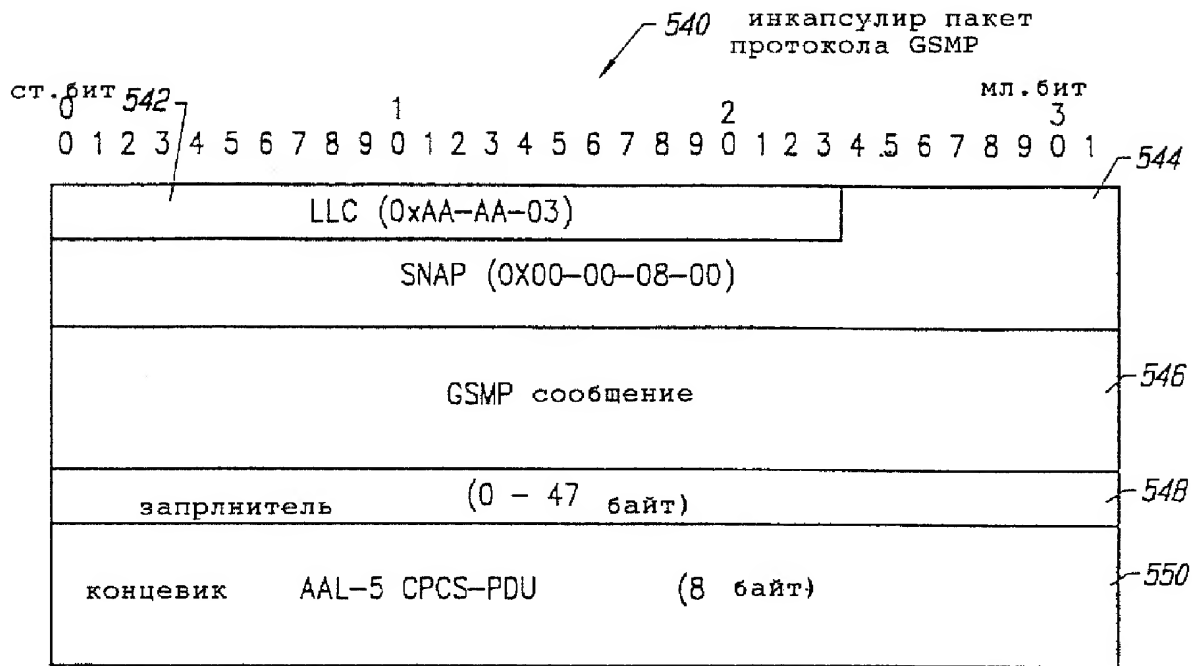 540 инкапсулир пакет
протокола GSMP
ст.бит 542 мл.бит
0 1 2 3
0 1 2 3 4 5 6 7 8 9 0 1 2 3 4 5 6 7 8 9 0 1 2 3 4 .5 6 7 8 9 0 1
544
LLC (0xAA-AA-03)
SNAP (0X00-00-08-00)
GSMP сообщение
546
запрлнитель (0 - 47 байт)
548
концевик AAL-5 CPCS-PDU (8 байт)
550